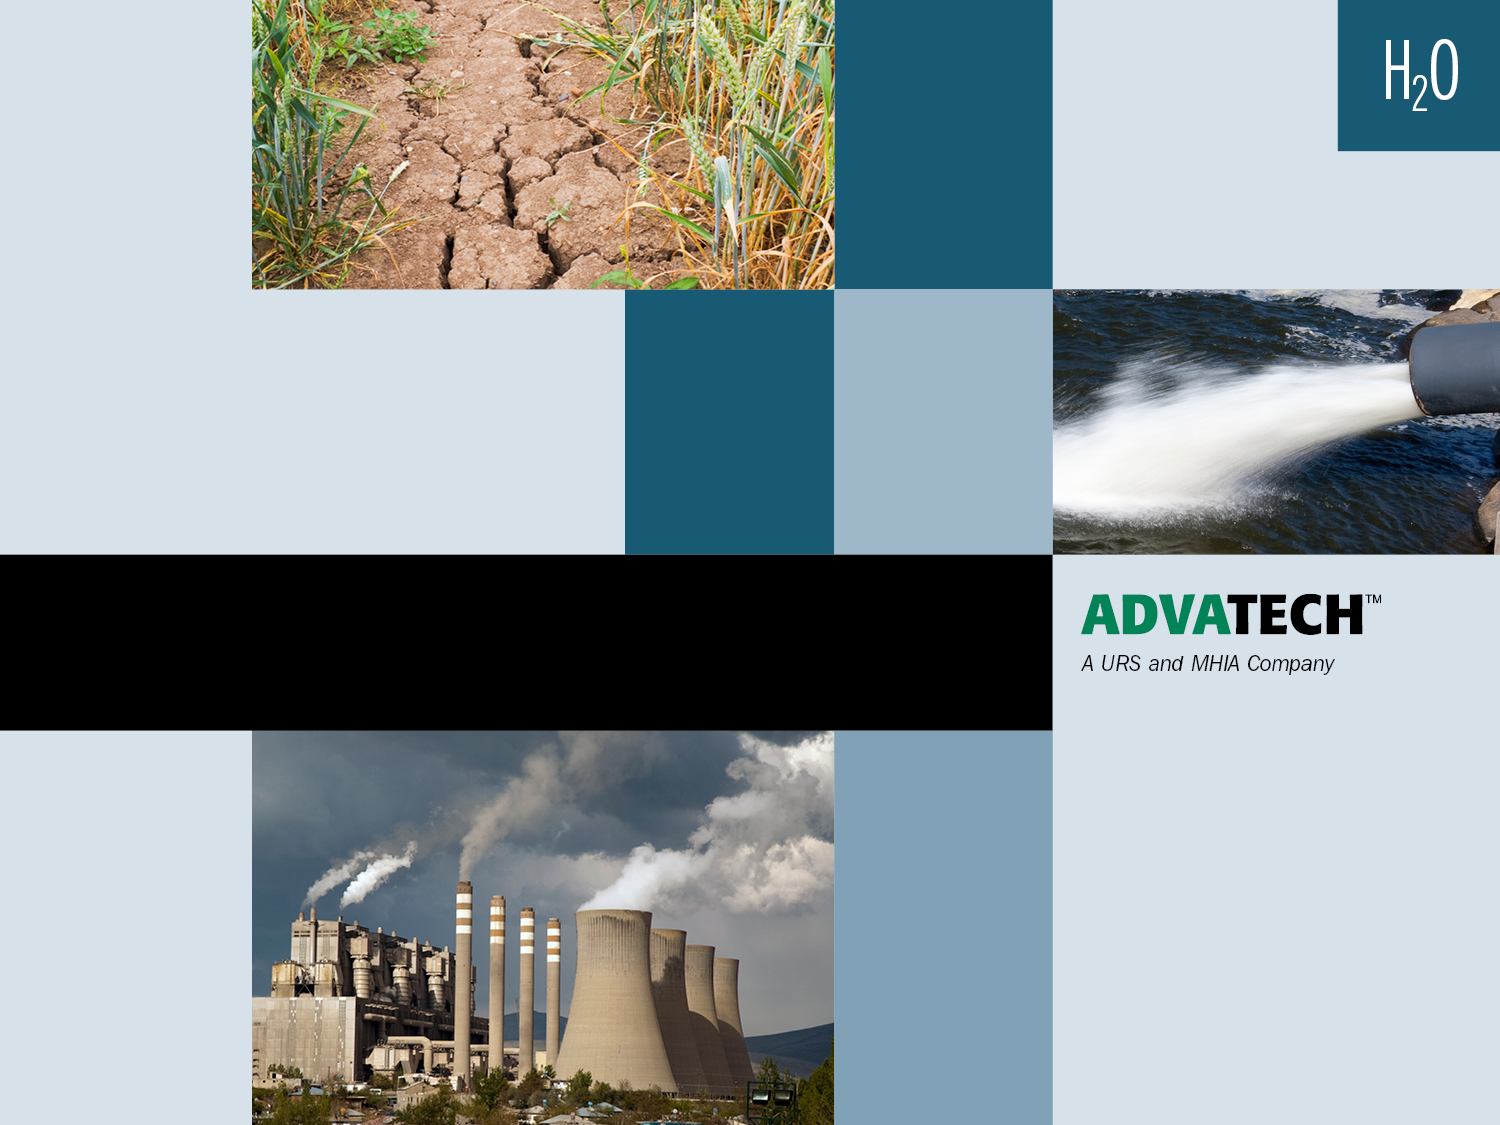 H₂O
ADVATECH™
A URS and MHIA Company